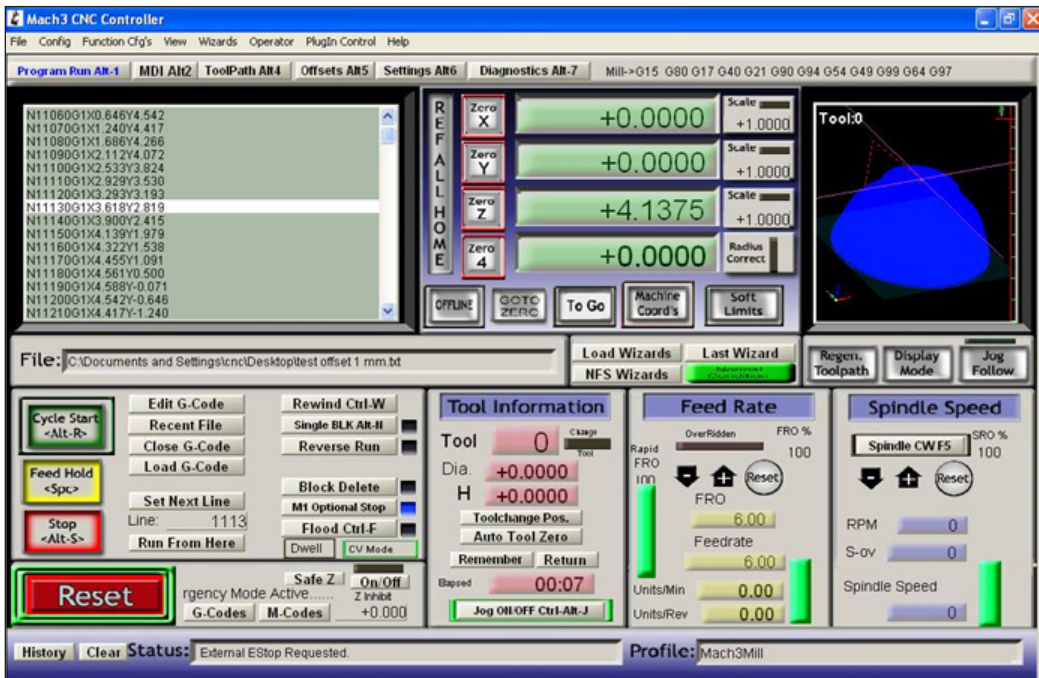 Mach3 CNC Controller
File Config Function Cfg's View Wizards Operator PlugIn Control Help
Program Run Alt-1 MDI Alt2 ToolPath Alt4 Offsets Alt5 Settings Alt6 Diagnostics Alt-7 Mill->G15 G80 G17 G40 G21 G90 G94 G54 G49 G99 G64 G97
N11060G1X0.646Y4.542
N11070G1X1.240Y4.417
N11080G1X1.686Y4.266
N11090G1X2.112Y4.072
N11100G1X2.533Y3.824
N11110G1X2.929Y3.530
N11120G1X3.293Y3.193
N11130G1X3.618Y2.819
N11140G1X3.900Y2.415
N11150G1X4.139Y1.979
N11160G1X4.322Y1.538
N11170G1X4.455Y1.091
N11180G1X4.561Y0.500
N11190G1X4.588Y-0.071
N11200G1X4.542Y-0.646
N11210G1X4.417Y-1.240
REF ALL HOME
Zero X +0.0000 Scale +1.0000
Zero Y +0.0000 Scale +1.0000
Zero Z +4.1375 Scale +1.0000
Zero 4 +0.0000 Radius Correct
OFFLINE GOTO ZERO To Go Machine Coord's Soft Limits
Tool:0
File: C:\Documents and Settings\cnc\Desktop\test offset 1 mm.txt
Load Wizards Last Wizard
NFS Wizards Normal Condition
Regen. Toolpath Display Mode Jog Follow
Cycle Start <Alt-R>
Feed Hold <Spc>
Stop <Alt-S>
Edit G-Code
Recent File
Close G-Code
Load G-Code
Set Next Line
Line: 1113
Run From Here
Rewind Ctrl-W
Single BLK Alt-N
Reverse Run
Block Delete
M1 Optional Stop
Flood Ctrl-F
Dwell CV Mode
Reset
rgency Mode Active......
Safe Z On/Off
Z Inhibit
+0.000
G-Codes M-Codes
Tool Information
Tool 0 Change Tool
Dia. +0.0000
H +0.0000
Toolchange Pos.
Auto Tool Zero
Remember Return
Elapsed 00:07
Jog ON/OFF Ctrl-Alt-J
Feed Rate
OverRidden FRO % 100
Rapid FRO 100
Reset
FRO
6.00
Feedrate
6.00
Units/Min 0.00
Units/Rev 0.00
Spindle Speed
Spindle CW F5 SRO % 100
Reset
RPM 0
S-ov 0
Spindle Speed
0
History Clear Status: External EStop Requested. Profile: Mach3Mill